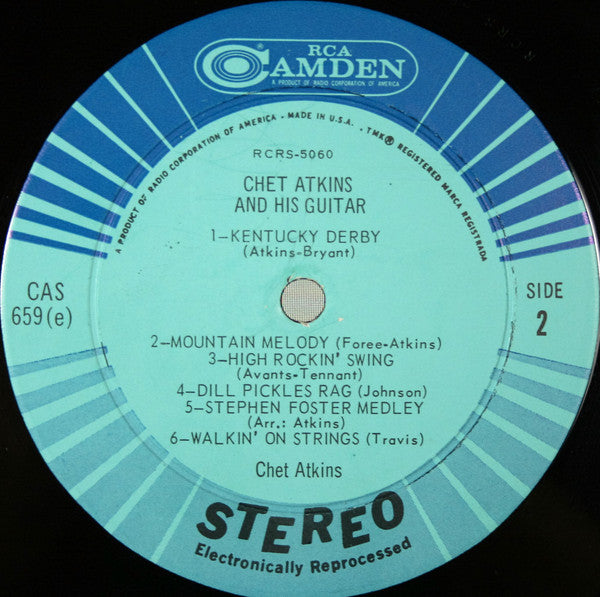 RCA
CAMDEN
A PRODUCT OF RADIO CORPORATION OF AMERICA
A PRODUCT OF RADIO CORPORATION OF AMERICA • MADE IN U.S.A. • TMK® REGISTERED MARCA REGISTRADA
RCRS-5060
CHET ATKINS
AND HIS GUITAR
1-KENTUCKY DERBY
(Atkins-Bryant)
CAS
659(e)
SIDE
2
2-MOUNTAIN MELODY (Foree-Atkins)
3-HIGH ROCKIN' SWING
(Avants-Tennant)
4-DILL PICKLES RAG (Johnson)
5-STEPHEN FOSTER MEDLEY
(Arr.: Atkins)
6-WALKIN' ON STRINGS (Travis)
Chet Atkins
STEREO
Electronically Reprocessed